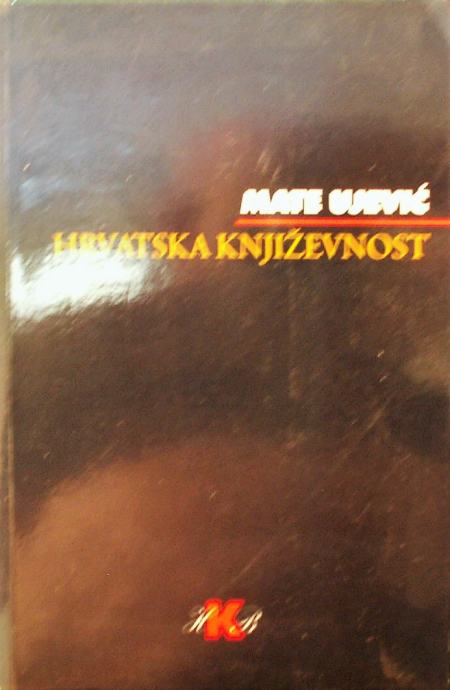 MATE UJEVIĆ
HRVATSKA KNJIŽEVNOST
H K B